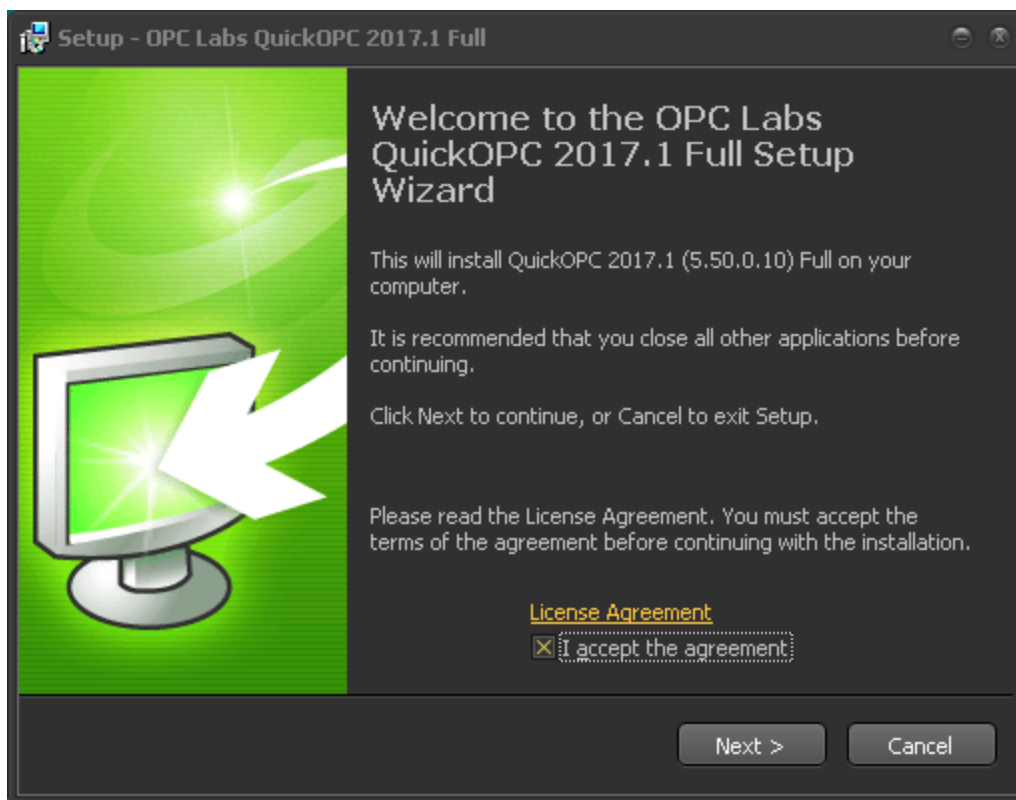 Setup - OPC Labs QuickOPC 2017.1 Full
Welcome to the OPC Labs
QuickOPC 2017.1 Full Setup
Wizard
This will install QuickOPC 2017.1 (5.50.0.10) Full on your
computer.
It is recommended that you close all other applications before
continuing.
Click Next to continue, or Cancel to exit Setup.
Please read the License Agreement. You must accept the
terms of the agreement before continuing with the installation.
License Agreement
I accept the agreement
Next >
Cancel